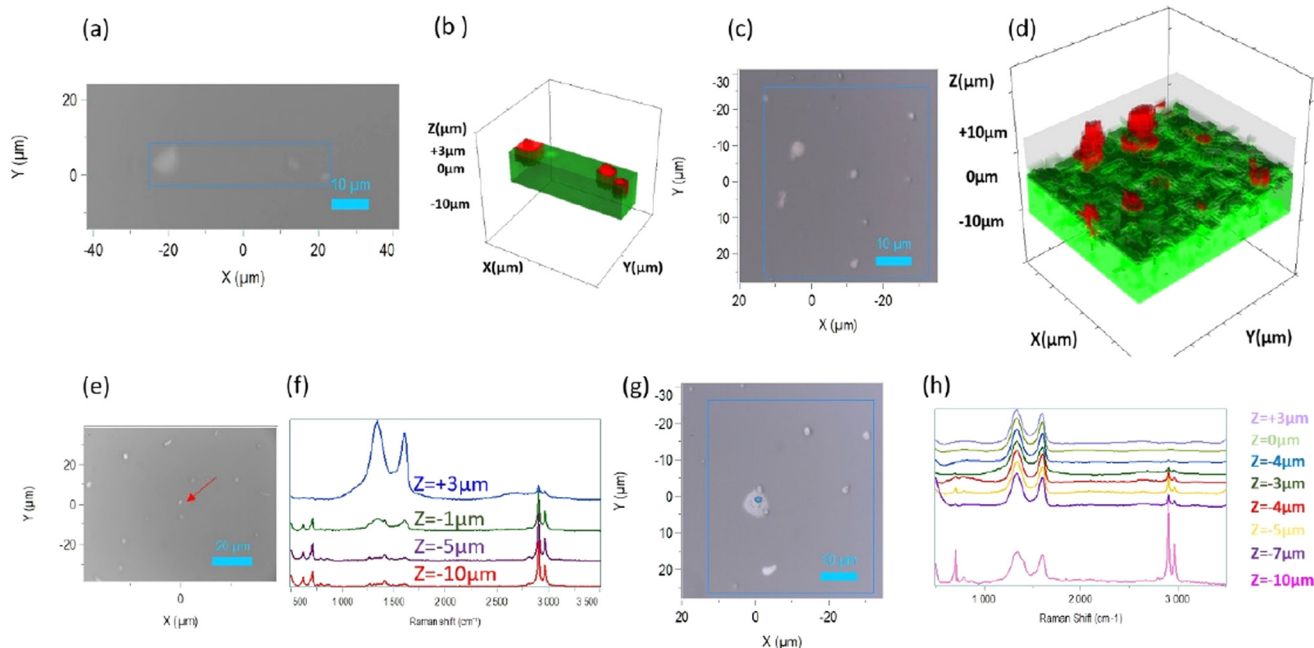 (a)
20
0
Y (µm)
10 µm
-40
-20
0
20
40
X (µm)
(b)
Z(µm)
+3µm
0µm
-10µm
X(µm)
Y(µm)
(c)
-30
-20
-10
0
10
20
Y (µm)
10 µm
20
0
-20
X (µm)
(d)
Z(µm)
+10µm
0µm
-10µm
X(µm)
Y(µm)
(e)
20
0
-20
Y (µm)
20 µm
0
X (µm)
(f)
Z=+3µm
Z=-1µm
Z=-5µm
Z=-10µm
500
1 000
1 500
2 000
2 500
3 000
3 500
Raman shift (cm⁻¹)
(g)
-30
-20
-10
0
10
20
Y (µm)
10 µm
20
0
-20
X (µm)
(h)
Z=+3µm
Z=0µm
Z=-4µm
Z=-3µm
Z=-4µm
Z=-5µm
Z=-7µm
Z=-10µm
1 000
2 000
3 000
Raman Shift (cm-1)